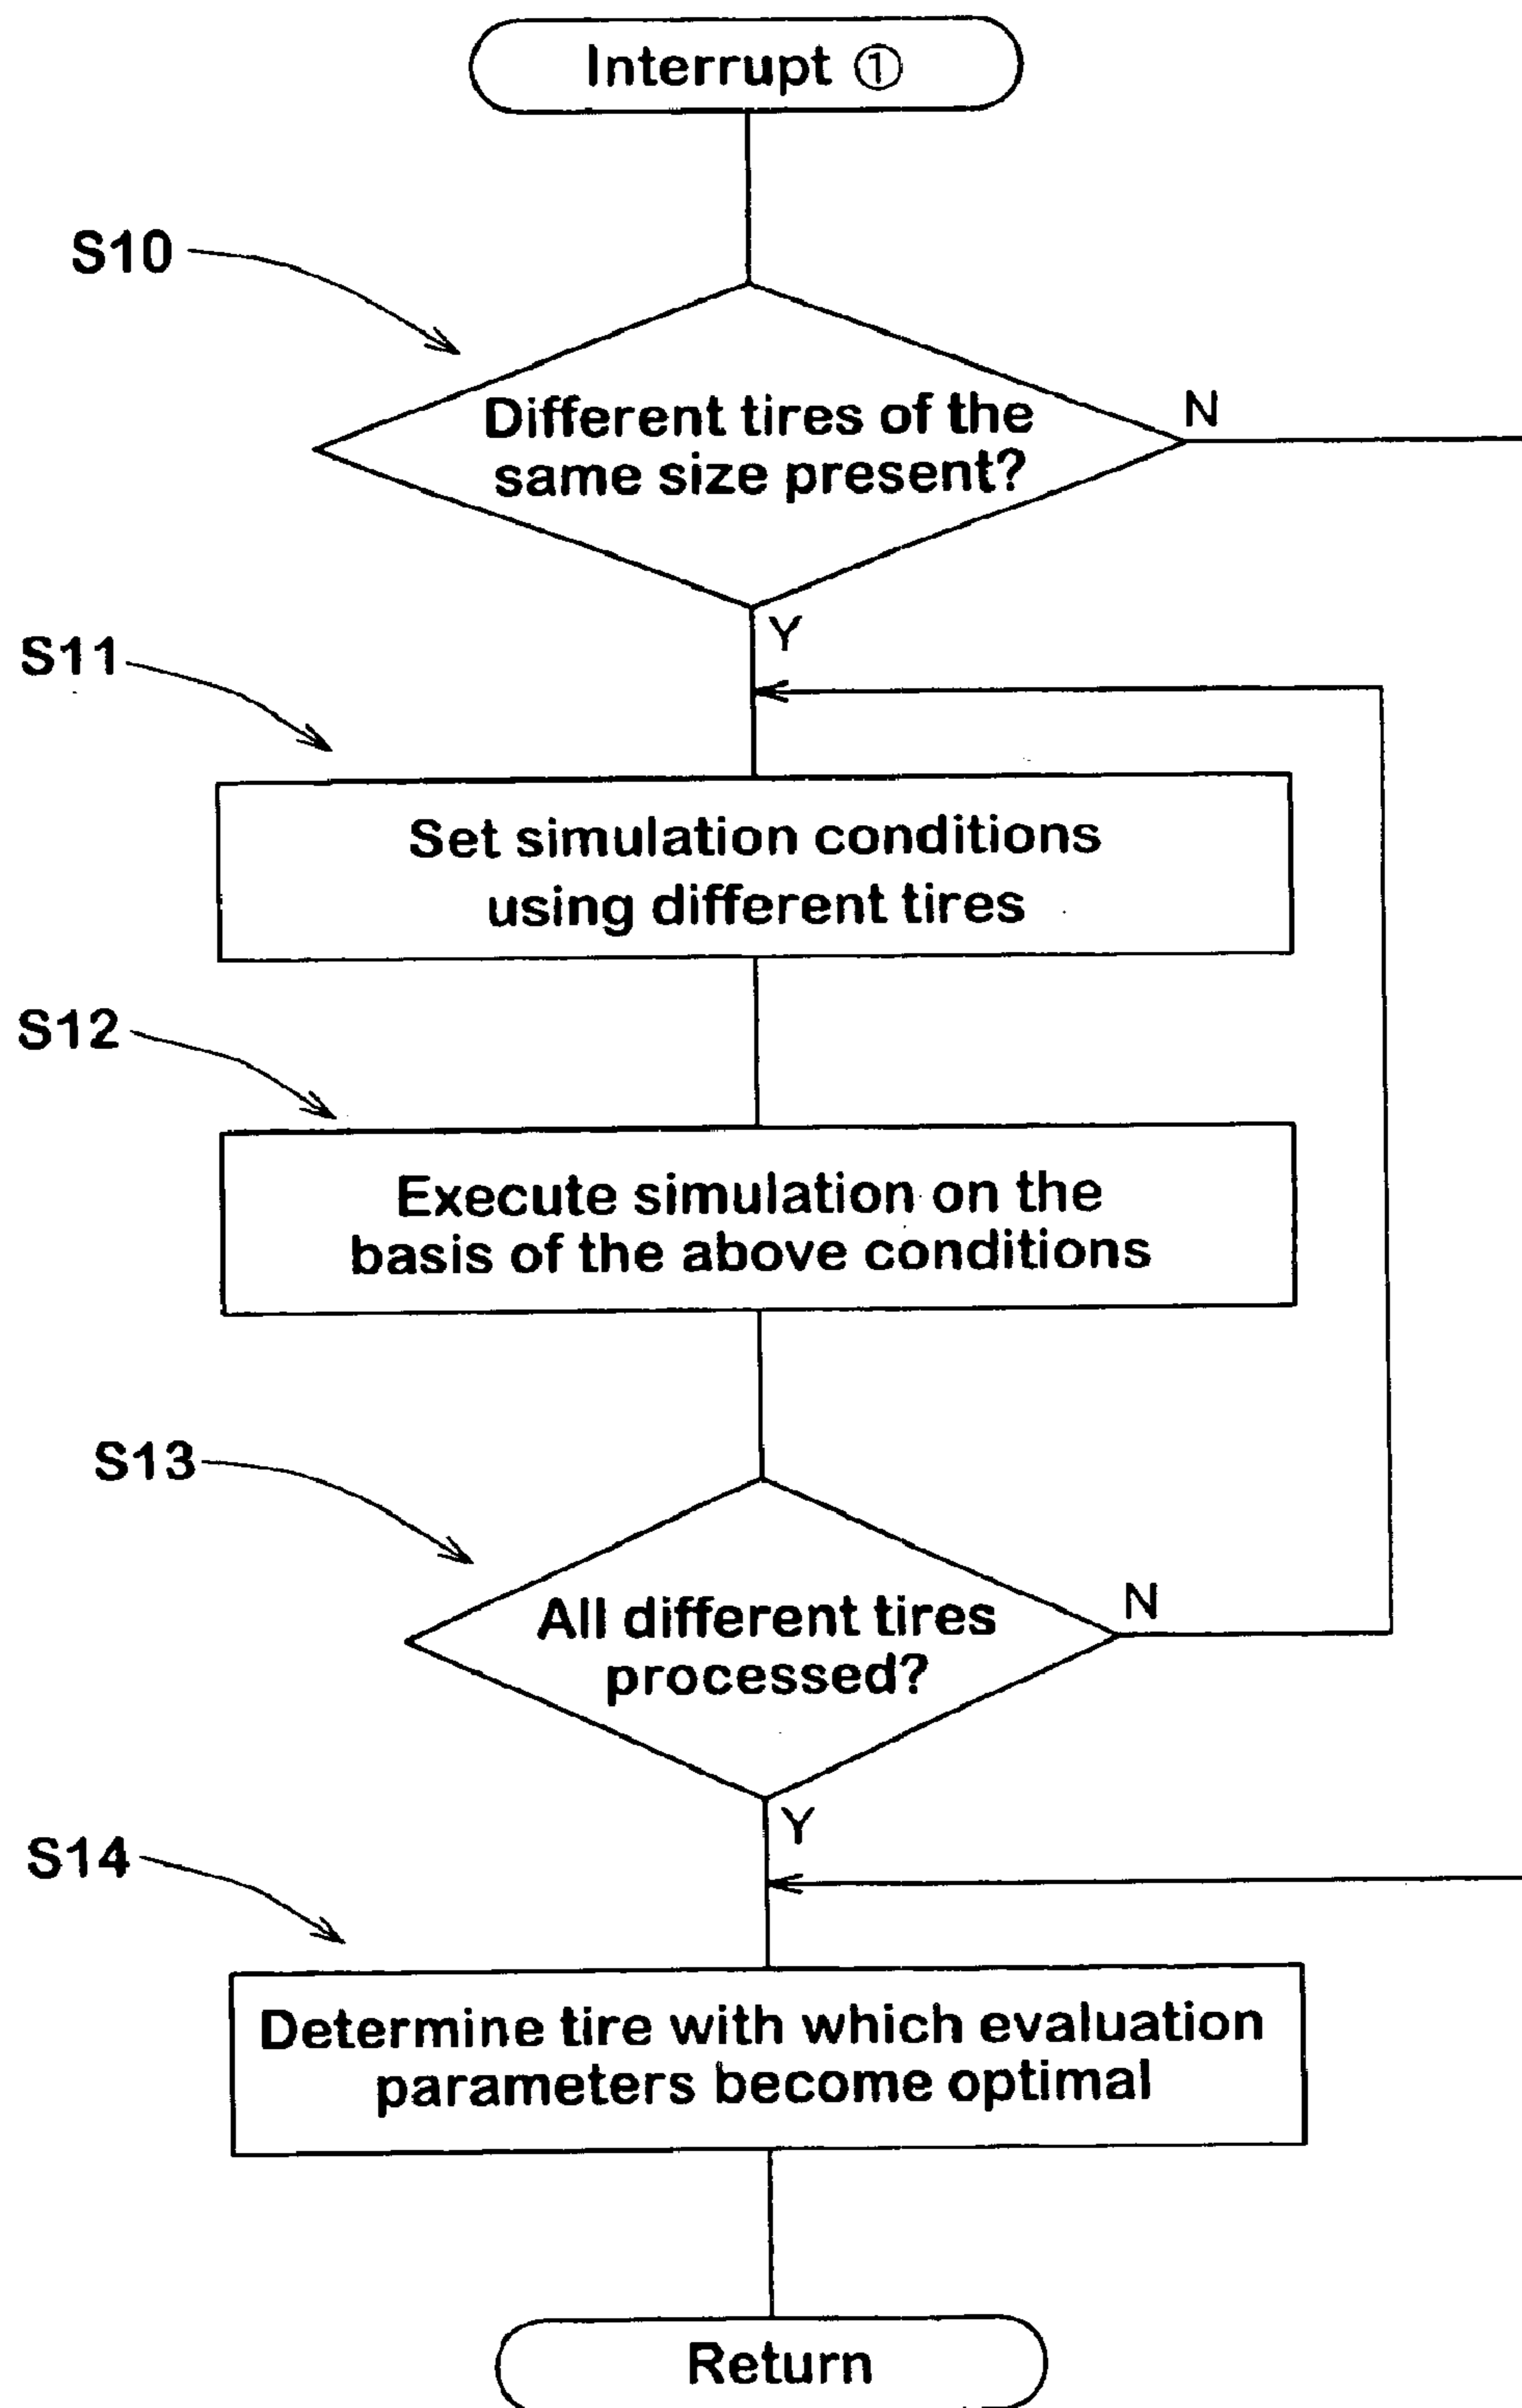 Interrupt ①
S10
Different tires of the
same size present?
N
Y
S11
Set simulation conditions
using different tires
S12
Execute simulation on the
basis of the above conditions
S13
All different tires
processed?
N
Y
S14
Determine tire with which evaluation
parameters become optimal
Return